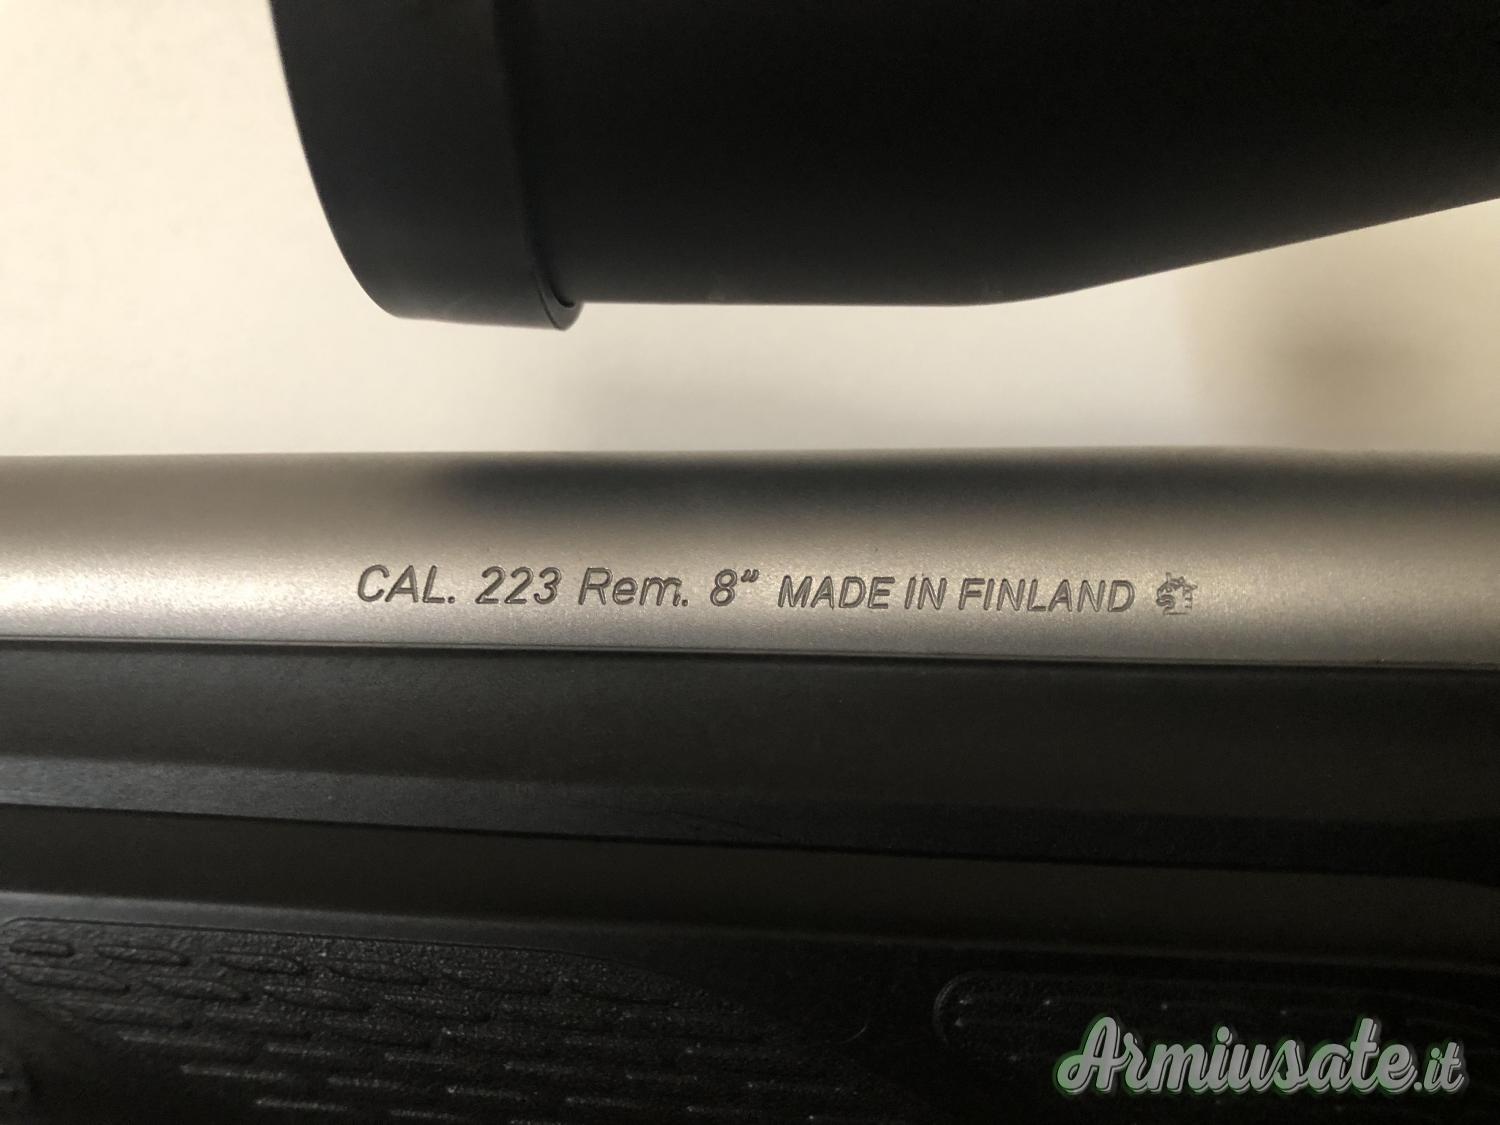 CAL. 223 Rem. 8” MADE IN FINLAND
Armiusate.it